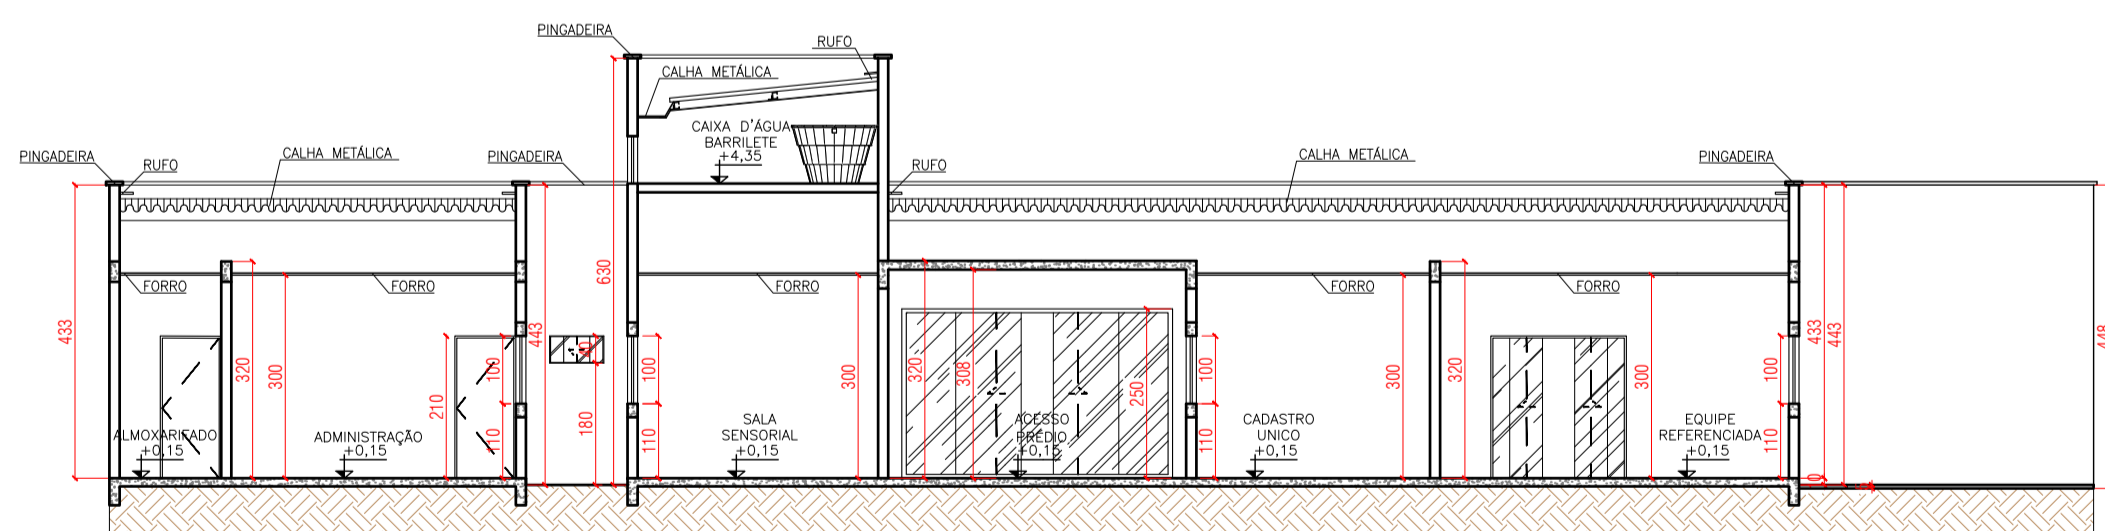 PINGADEIRA
RUFO
CALHA METÁLICA
CAIXA D'ÁGUA
BARRILETE
+4,35
PINGADEIRA
RUFO
CALHA METÁLICA
PINGADEIRA
RUFO
CALHA METÁLICA
PINGADEIRA
FORRO
FORRO
FORRO
FORRO
FORRO
433
320
300
210
100
110
443
40
180
630
100
110
300
320
308
250
100
110
300
320
300
100
110
433
443
10
448
ALMOXARIFADO
+0,15
ADMINISTRAÇÃO
+0,15
SALA
SENSORIAL
+0,15
ACESSO
PRÉDIO
+0,15
CADASTRO
UNICO
+0,15
EQUIPE
REFERENCIADA
+0,15